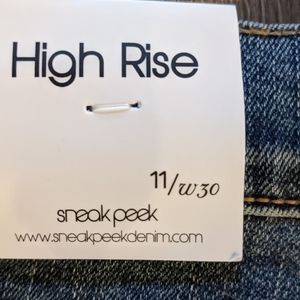 High Rise
11/w30
sneak peek
www.sneakpeekdenim.com